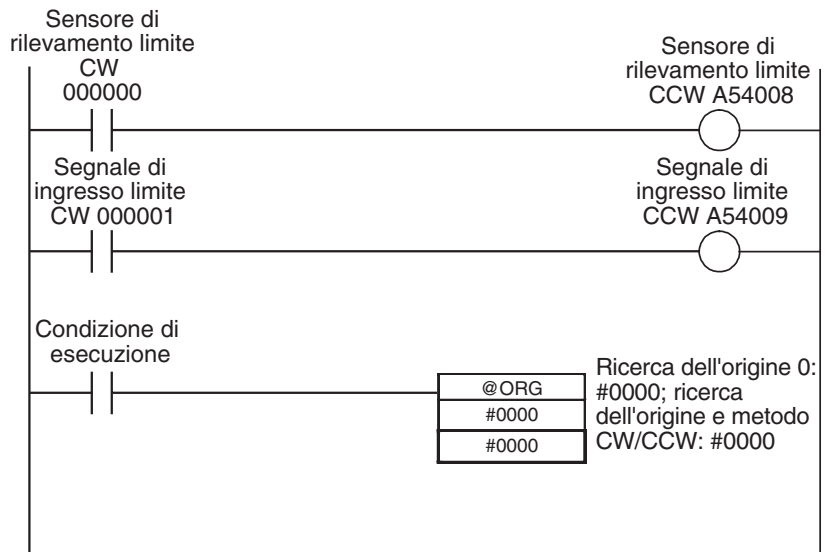 Sensore di
rilevamento limite
CW
000000
Sensore di
rilevamento limite
CCW A54008
Segnale di
ingresso limite
CW 000001
Segnale di
ingresso limite
CCW A54009
Condizione di
esecuzione
@ORG
#0000
#0000
Ricerca dell'origine 0:
#0000; ricerca
dell'origine e metodo
CW/CCW: #0000